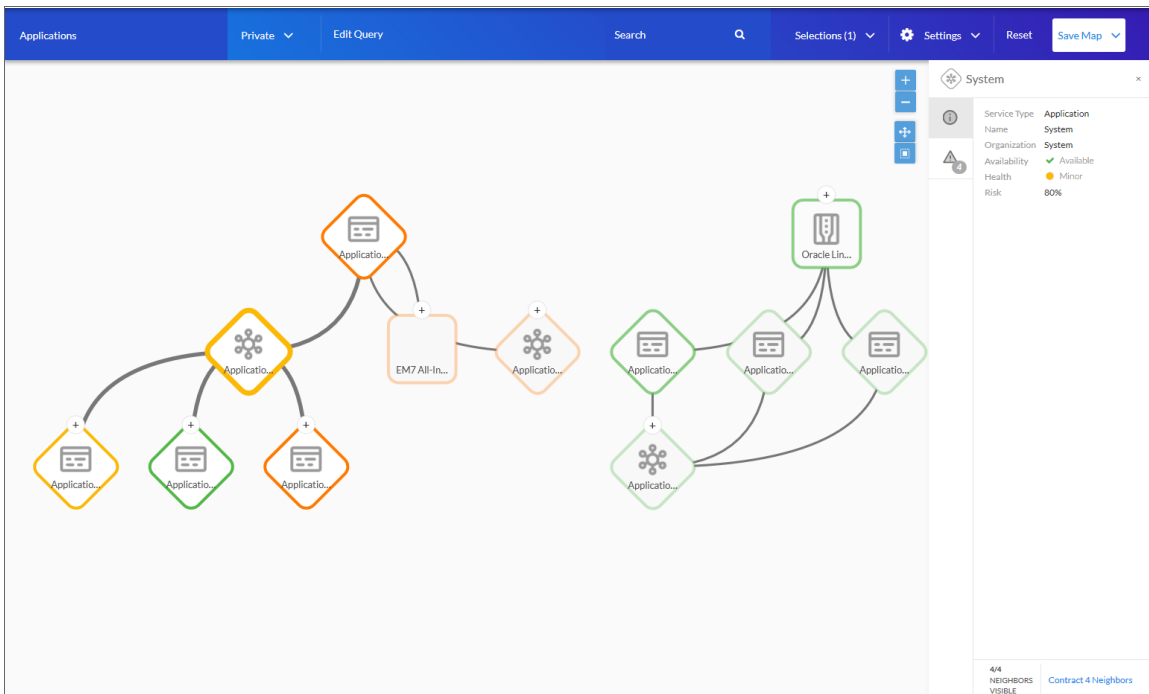 Applications
Private
Edit Query
Search
Selections (1)
Settings
Reset
Save Map
+
−
System
×
Service Type Application
Name System
Organization System
Availability Available
Health Minor
Risk 80%
4
+
Applicatio...
Oracle Lin...
+
+
EM7 All-In...
Applicatio...
Applicatio...
Applicatio...
Applicatio...
Applicatio...
+
+
+
+
Applicatio...
Applicatio...
Applicatio...
Applicatio...
4/4
NEIGHBORS
VISIBLE
Contract 4 Neighbors